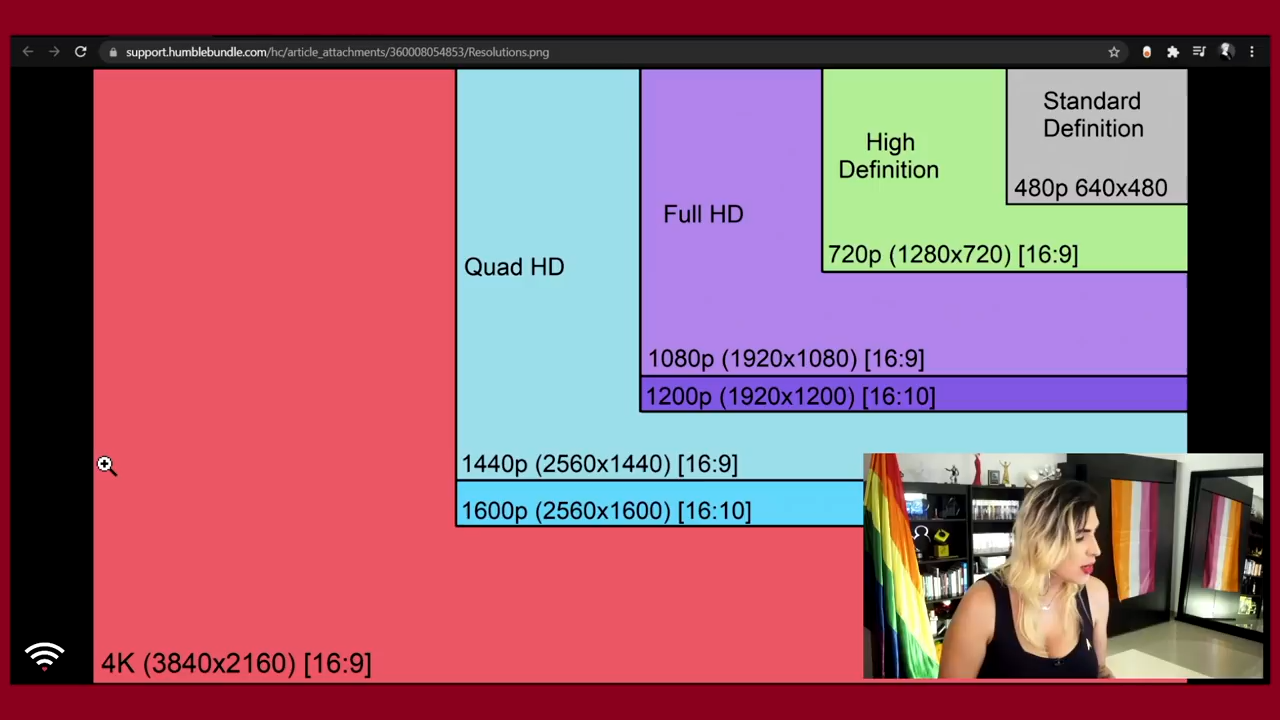 support.humblebundle.com/hc/article_attachments/360008054853/Resolutions.png
Standard
Definition
480p 640x480
High
Definition
720p (1280x720) [16:9]
Full HD
1080p (1920x1080) [16:9]
1200p (1920x1200) [16:10]
Quad HD
1440p (2560x1440) [16:9]
1600p (2560x1600) [16:10]
4K (3840x2160) [16:9]